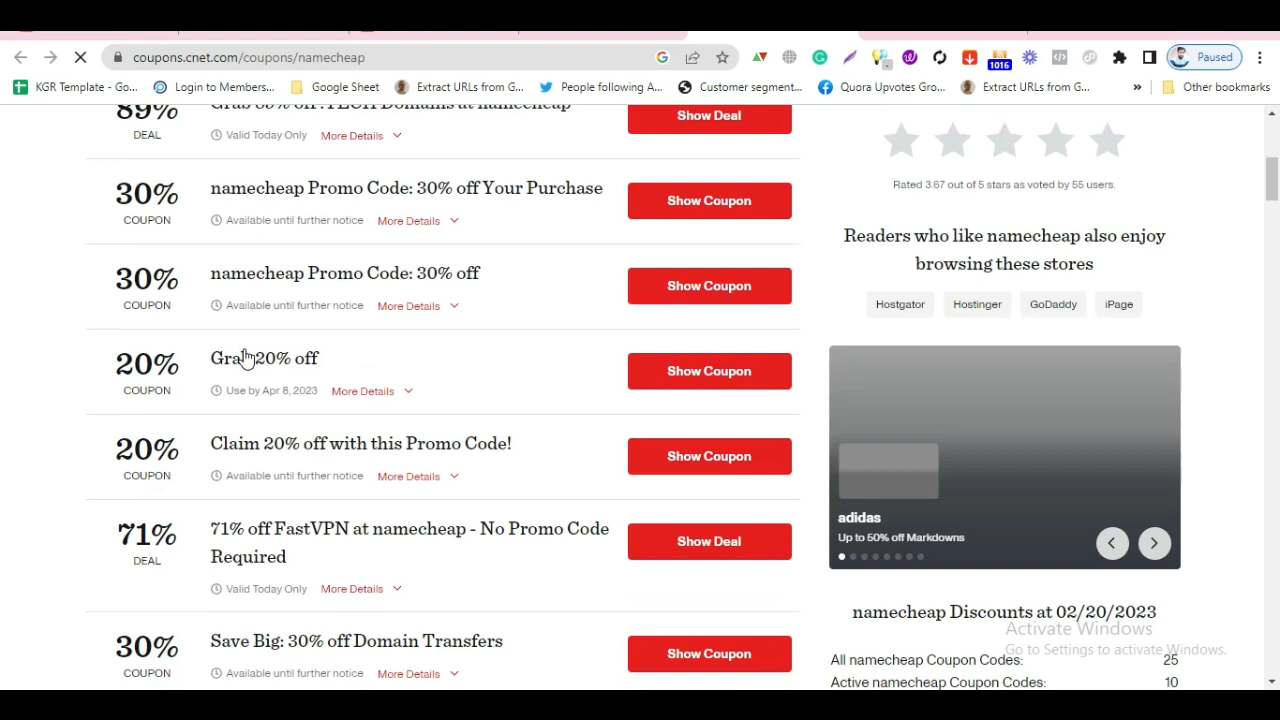 coupons.cnet.com/coupons/namecheap
1016
Paused
KGR Template - Go...
Login to Members...
Google Sheet
Extract URLs from G...
People following A...
Customer segment...
Quora Upvotes Gro...
Extract URLs from G...
»
Other bookmarks
89%
DEAL
at namecheap
Valid Today Only
More Details
Show Deal
30%
COUPON
namecheap Promo Code: 30% off Your Purchase
Available until further notice
More Details
Show Coupon
30%
COUPON
namecheap Promo Code: 30% off
Available until further notice
More Details
Show Coupon
20%
COUPON
20% off
Use by Apr 8, 2023
More Details
Show Coupon
20%
COUPON
Claim 20% off with this Promo Code!
Available until further notice
More Details
Show Coupon
71%
DEAL
71% off FastVPN at namecheap - No Promo Code
Required
Valid Today Only
More Details
Show Deal
30%
COUPON
Save Big: 30% off Domain Transfers
Available until further notice
More Details
Show Coupon
Rated 3.67 out of 5 stars as voted by 55 users.
Readers who like namecheap also enjoy
browsing these stores
Hostgator
Hostinger
GoDaddy
iPage
adidas
Up to 50% off Markdowns
namecheap Discounts at 02/20/2023
Activate Windows
Go to Settings to activate Windows.
All namecheap Coupon Codes:
25
Active namecheap Coupon Codes:
10